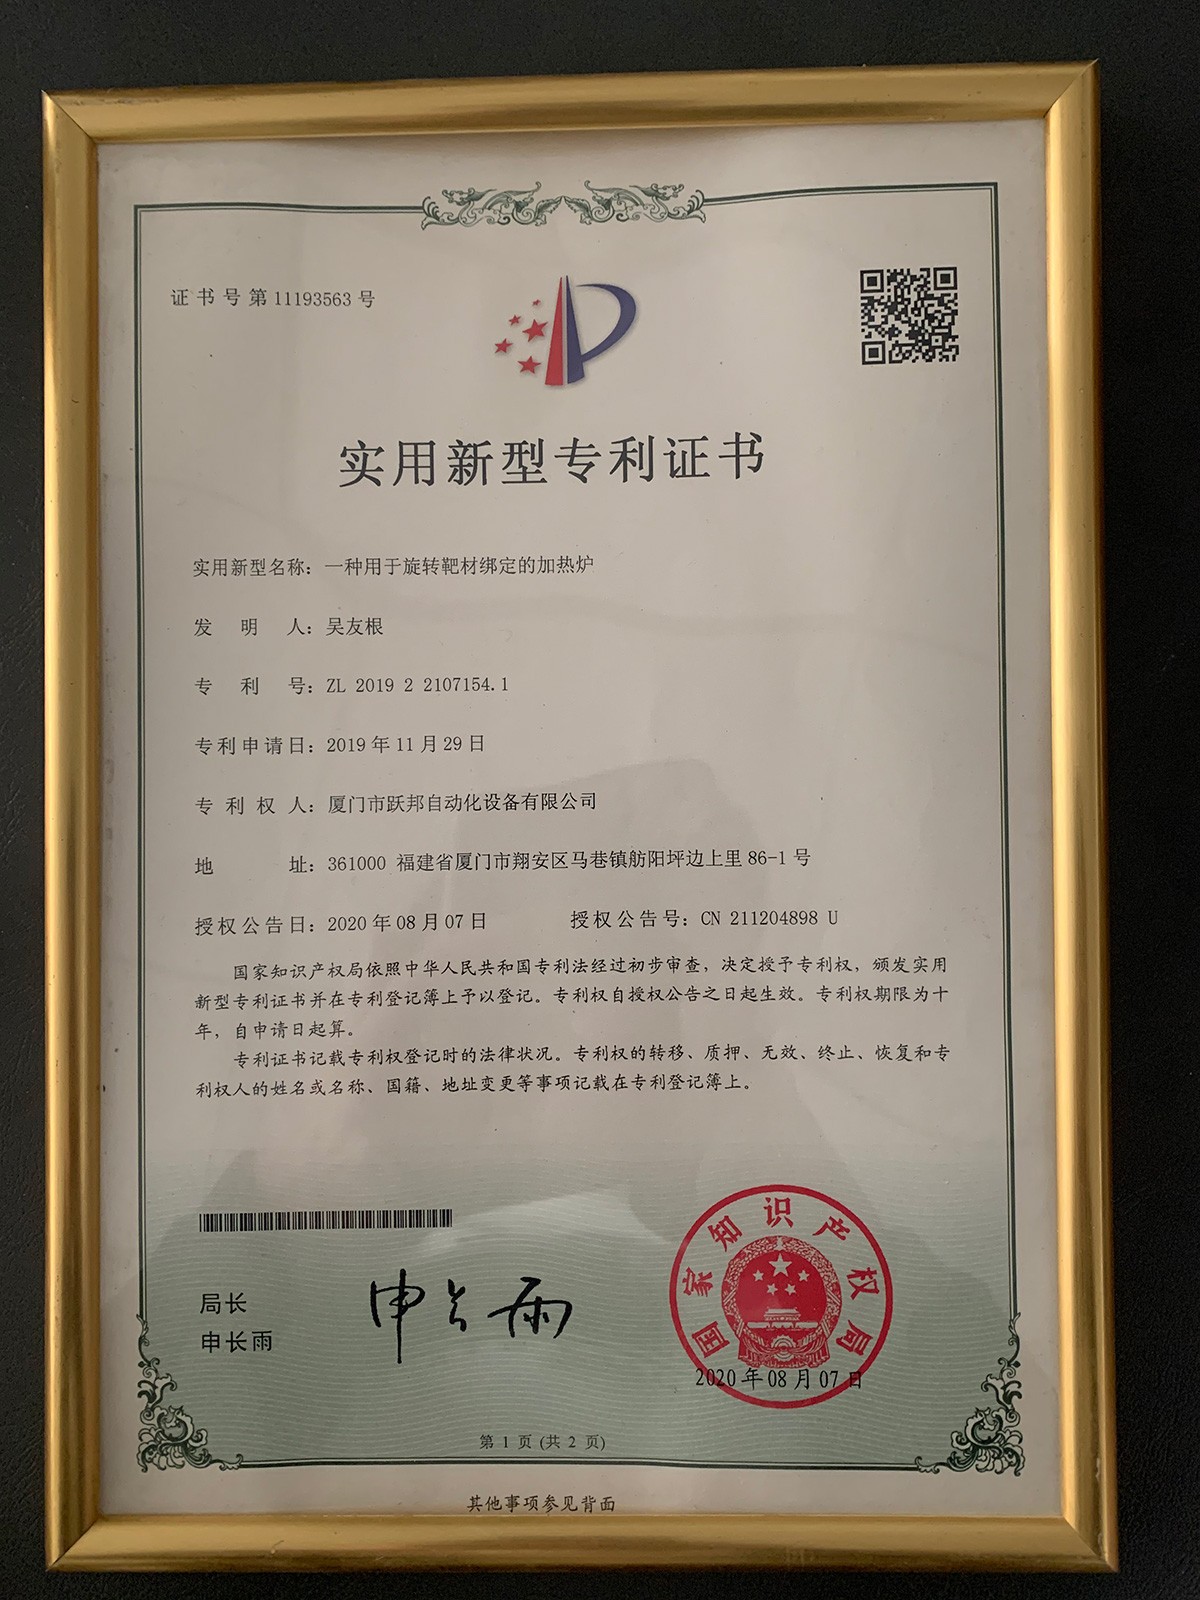 证书号第11193563号
实用新型专利证书
实用新型名称：一种用于旋转靶材绑定的加热炉
发明人：吴友根
专利号：ZL 2019 2 2107154.1
专利申请日：2019年11月29日
专利权人：厦门市跃邦自动化设备有限公司
地址：361000 福建省厦门市翔安区马巷镇舫阳坪边上里86-1号
授权公告日：2020年08月07日 授权公告号：CN 211204898 U
国家知识产权局依照中华人民共和国专利法经过初步审查，决定授予专利权，颁发实用
新型专利证书并在专利登记簿上予以登记。专利权自授权公告之日起生效。专利权期限为十
年，自申请日起算。
专利证书记载专利权登记时的法律状况。专利权的转移、质押、无效、终止、恢复和专
利权人的姓名或名称、国籍、地址变更等事项记载在专利登记簿上。
局长
申长雨
申长雨
国家知识产权局
2020年08月07日
第 1 页 (共 2 页)
其他事项参见背面